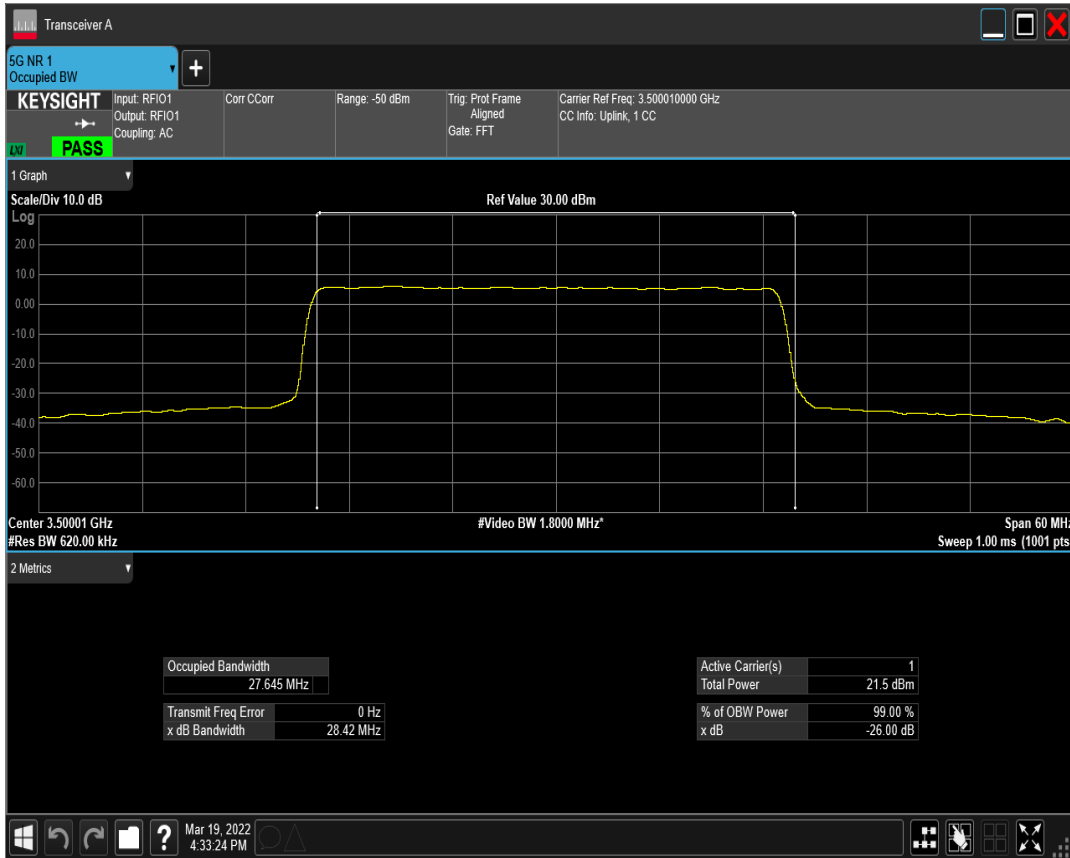 Transceiver A
5G NR 1
Occupied BW
+
KEYSIGHT
LXI
PASS
Input: RFIO1
Output: RFIO1
Coupling: AC
Corr CCorr
Range: -50 dBm
Trig: Prot Frame
Aligned
Gate: FFT
Carrier Ref Freq: 3.500010000 GHz
CC Info: Uplink, 1 CC
1 Graph
Scale/Div 10.0 dB
Ref Value 30.00 dBm
Log
20.0
10.0
0.00
-10.0
-20.0
-30.0
-40.0
-50.0
-60.0
Center 3.50001 GHz
#Video BW 1.8000 MHz*
Span 60 MHz
#Res BW 620.00 kHz
Sweep 1.00 ms (1001 pts
2 Metrics
Occupied Bandwidth
27.645 MHz
Transmit Freq Error 0 Hz
x dB Bandwidth 28.42 MHz
Active Carrier(s) 1
Total Power 21.5 dBm
% of OBW Power 99.00 %
x dB -26.00 dB
?
Mar 19, 2022
4:33:24 PM